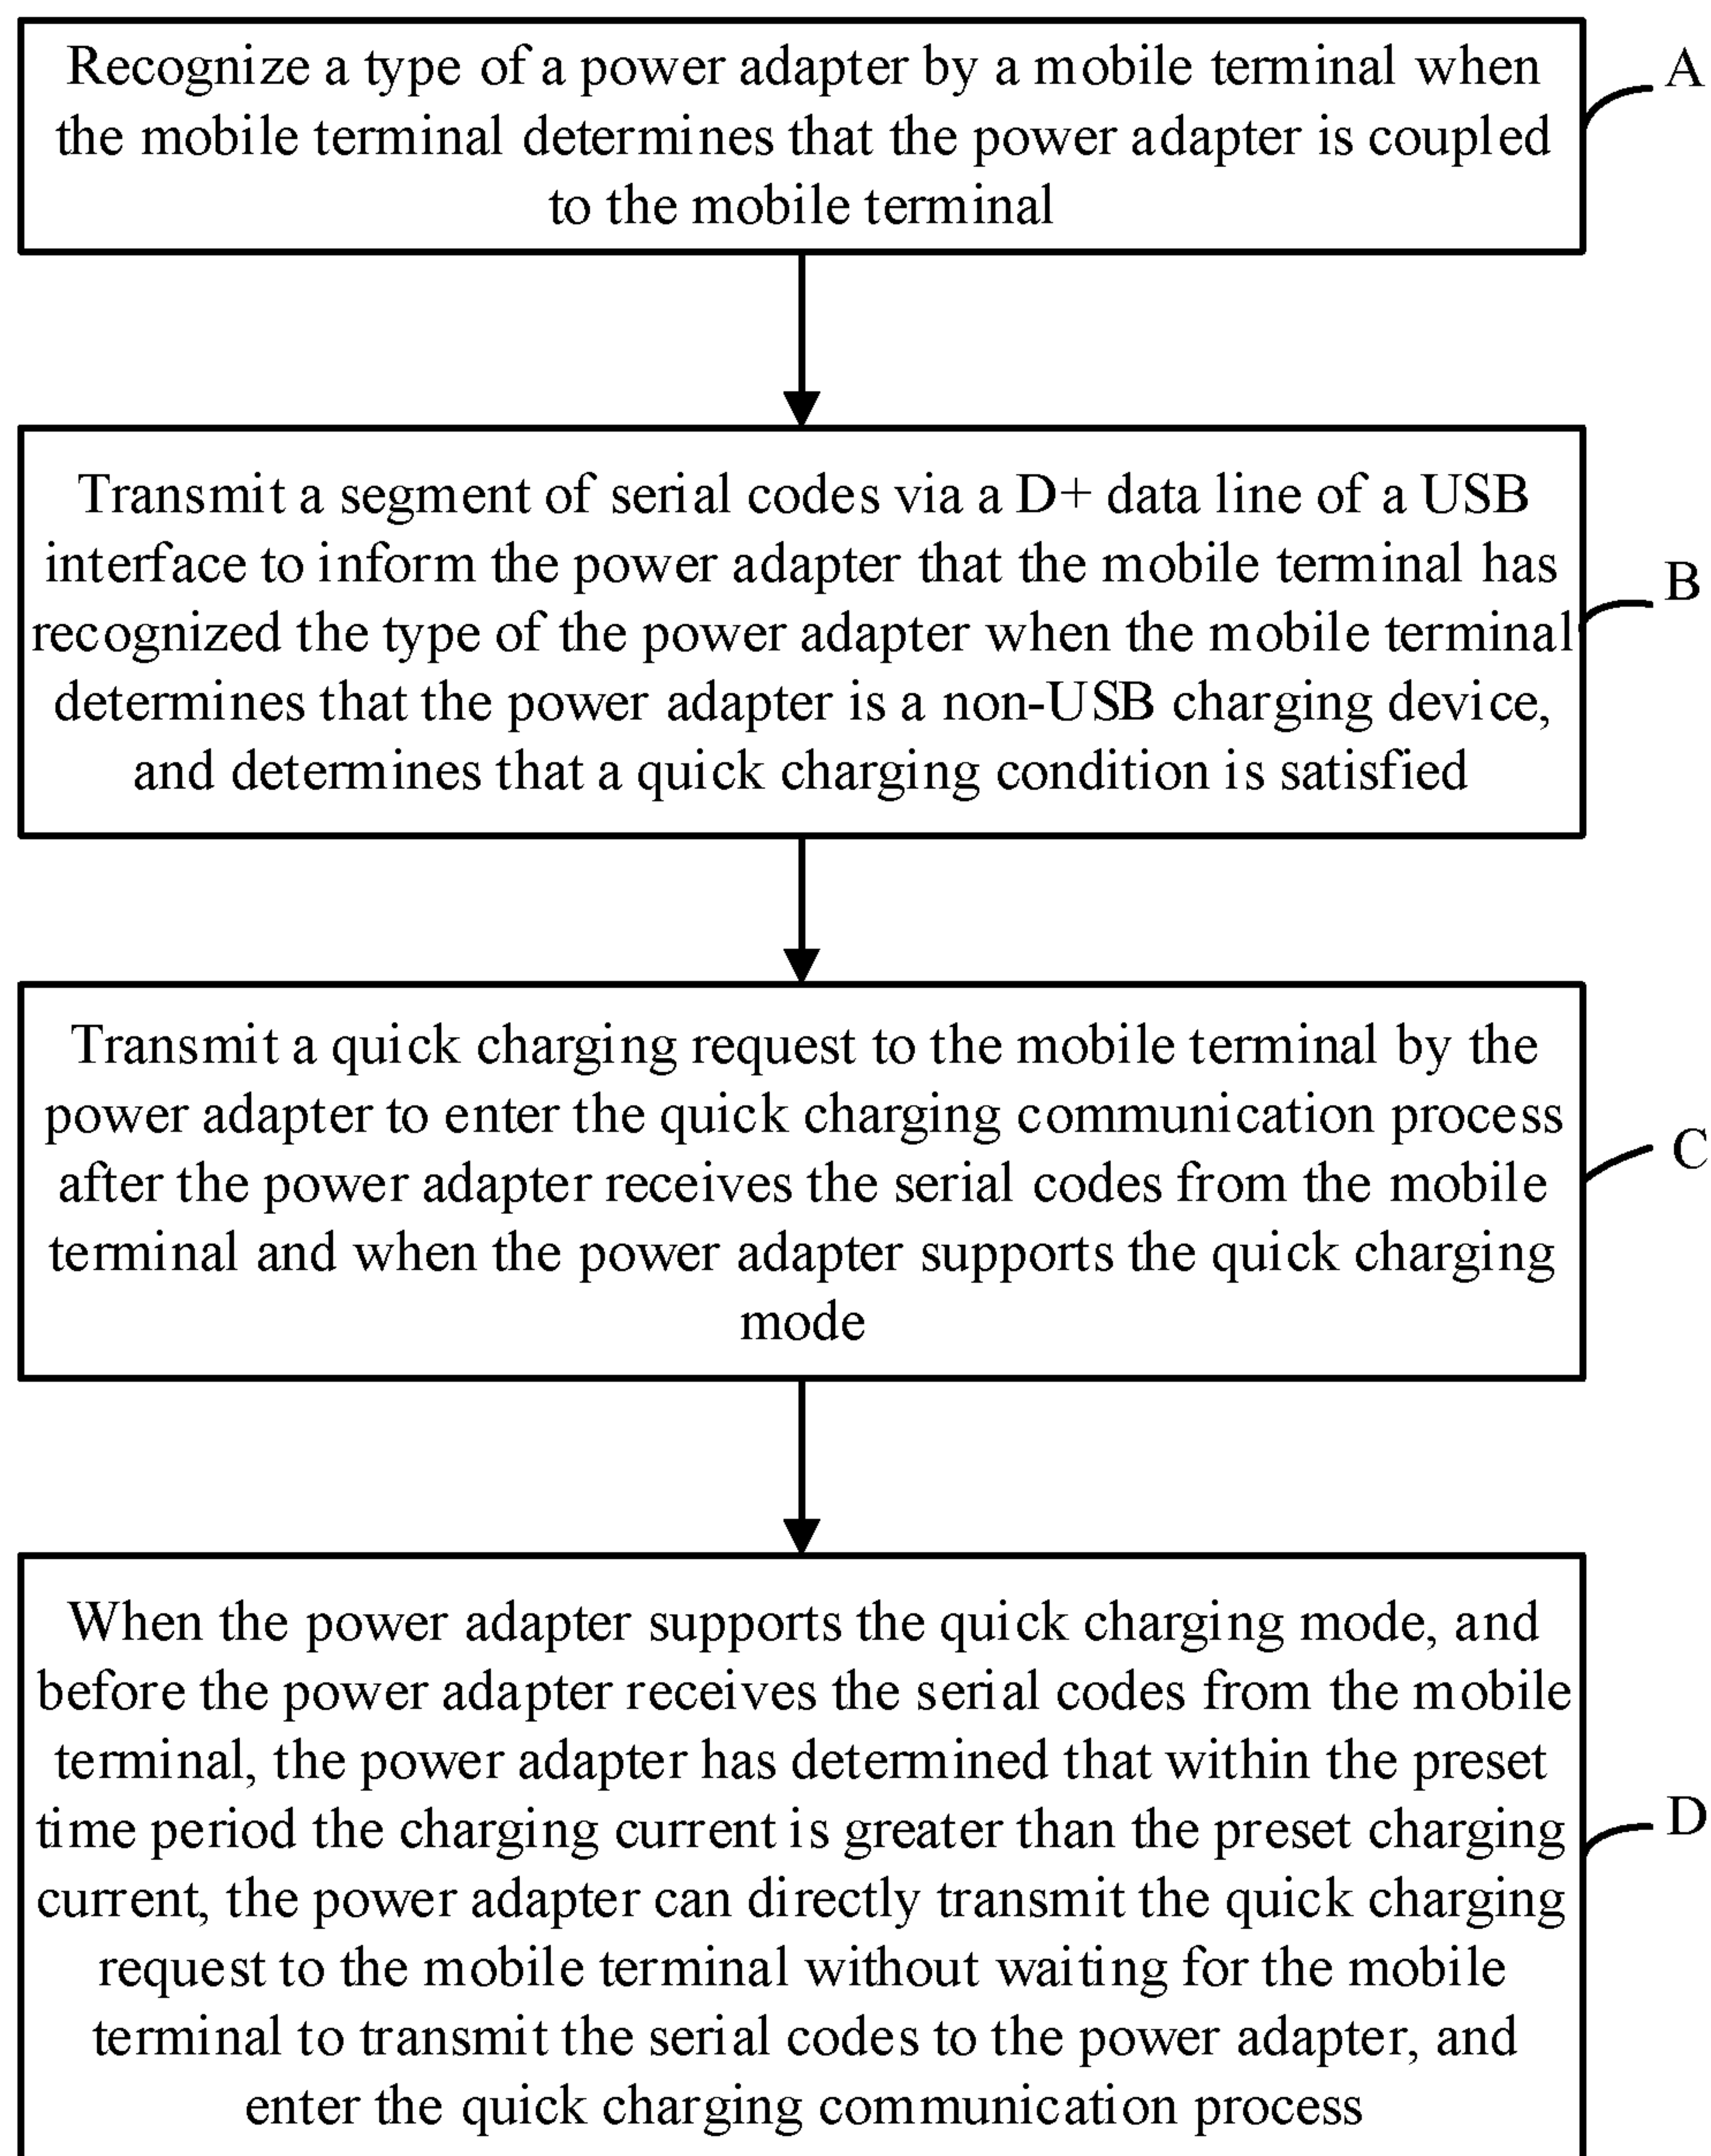 Recognize a type of a power adapter by a mobile terminal when
the mobile terminal determines that the power adapter is coupled
to the mobile terminal
A
Transmit a segment of serial codes via a D+ data line of a USB
interface to inform the power adapter that the mobile terminal has
recognized the type of the power adapter when the mobile terminal
determines that the power adapter is a non-USB charging device,
and determines that a quick charging condition is satisfied
B
Transmit a quick charging request to the mobile terminal by the
power adapter to enter the quick charging communication process
after the power adapter receives the serial codes from the mobile
terminal and when the power adapter supports the quick charging
mode
C
When the power adapter supports the quick charging mode, and
before the power adapter receives the serial codes from the mobile
terminal, the power adapter has determined that within the preset
time period the charging current is greater than the preset charging
current, the power adapter can directly transmit the quick charging
request to the mobile terminal without waiting for the mobile
terminal to transmit the serial codes to the power adapter, and
enter the quick charging communication process
D